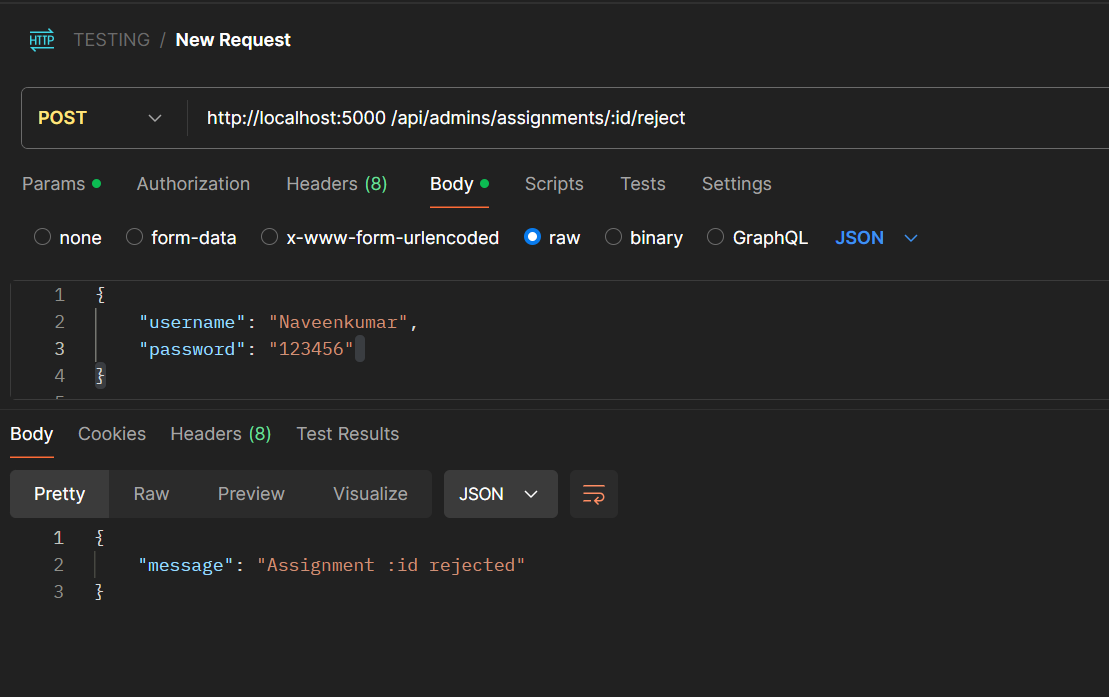 HTTP TESTING / New Request
POST http://localhost:5000 /api/admins/assignments/:id/reject
Params Authorization Headers (8) Body Scripts Tests Settings
none form-data x-www-form-urlencoded raw binary GraphQL JSON
1 {
2 "username": "Naveenkumar",
3 "password": "123456"
4 }
5
Body Cookies Headers (8) Test Results
Pretty Raw Preview Visualize JSON
1 {
2 "message": "Assignment :id rejected"
3 }